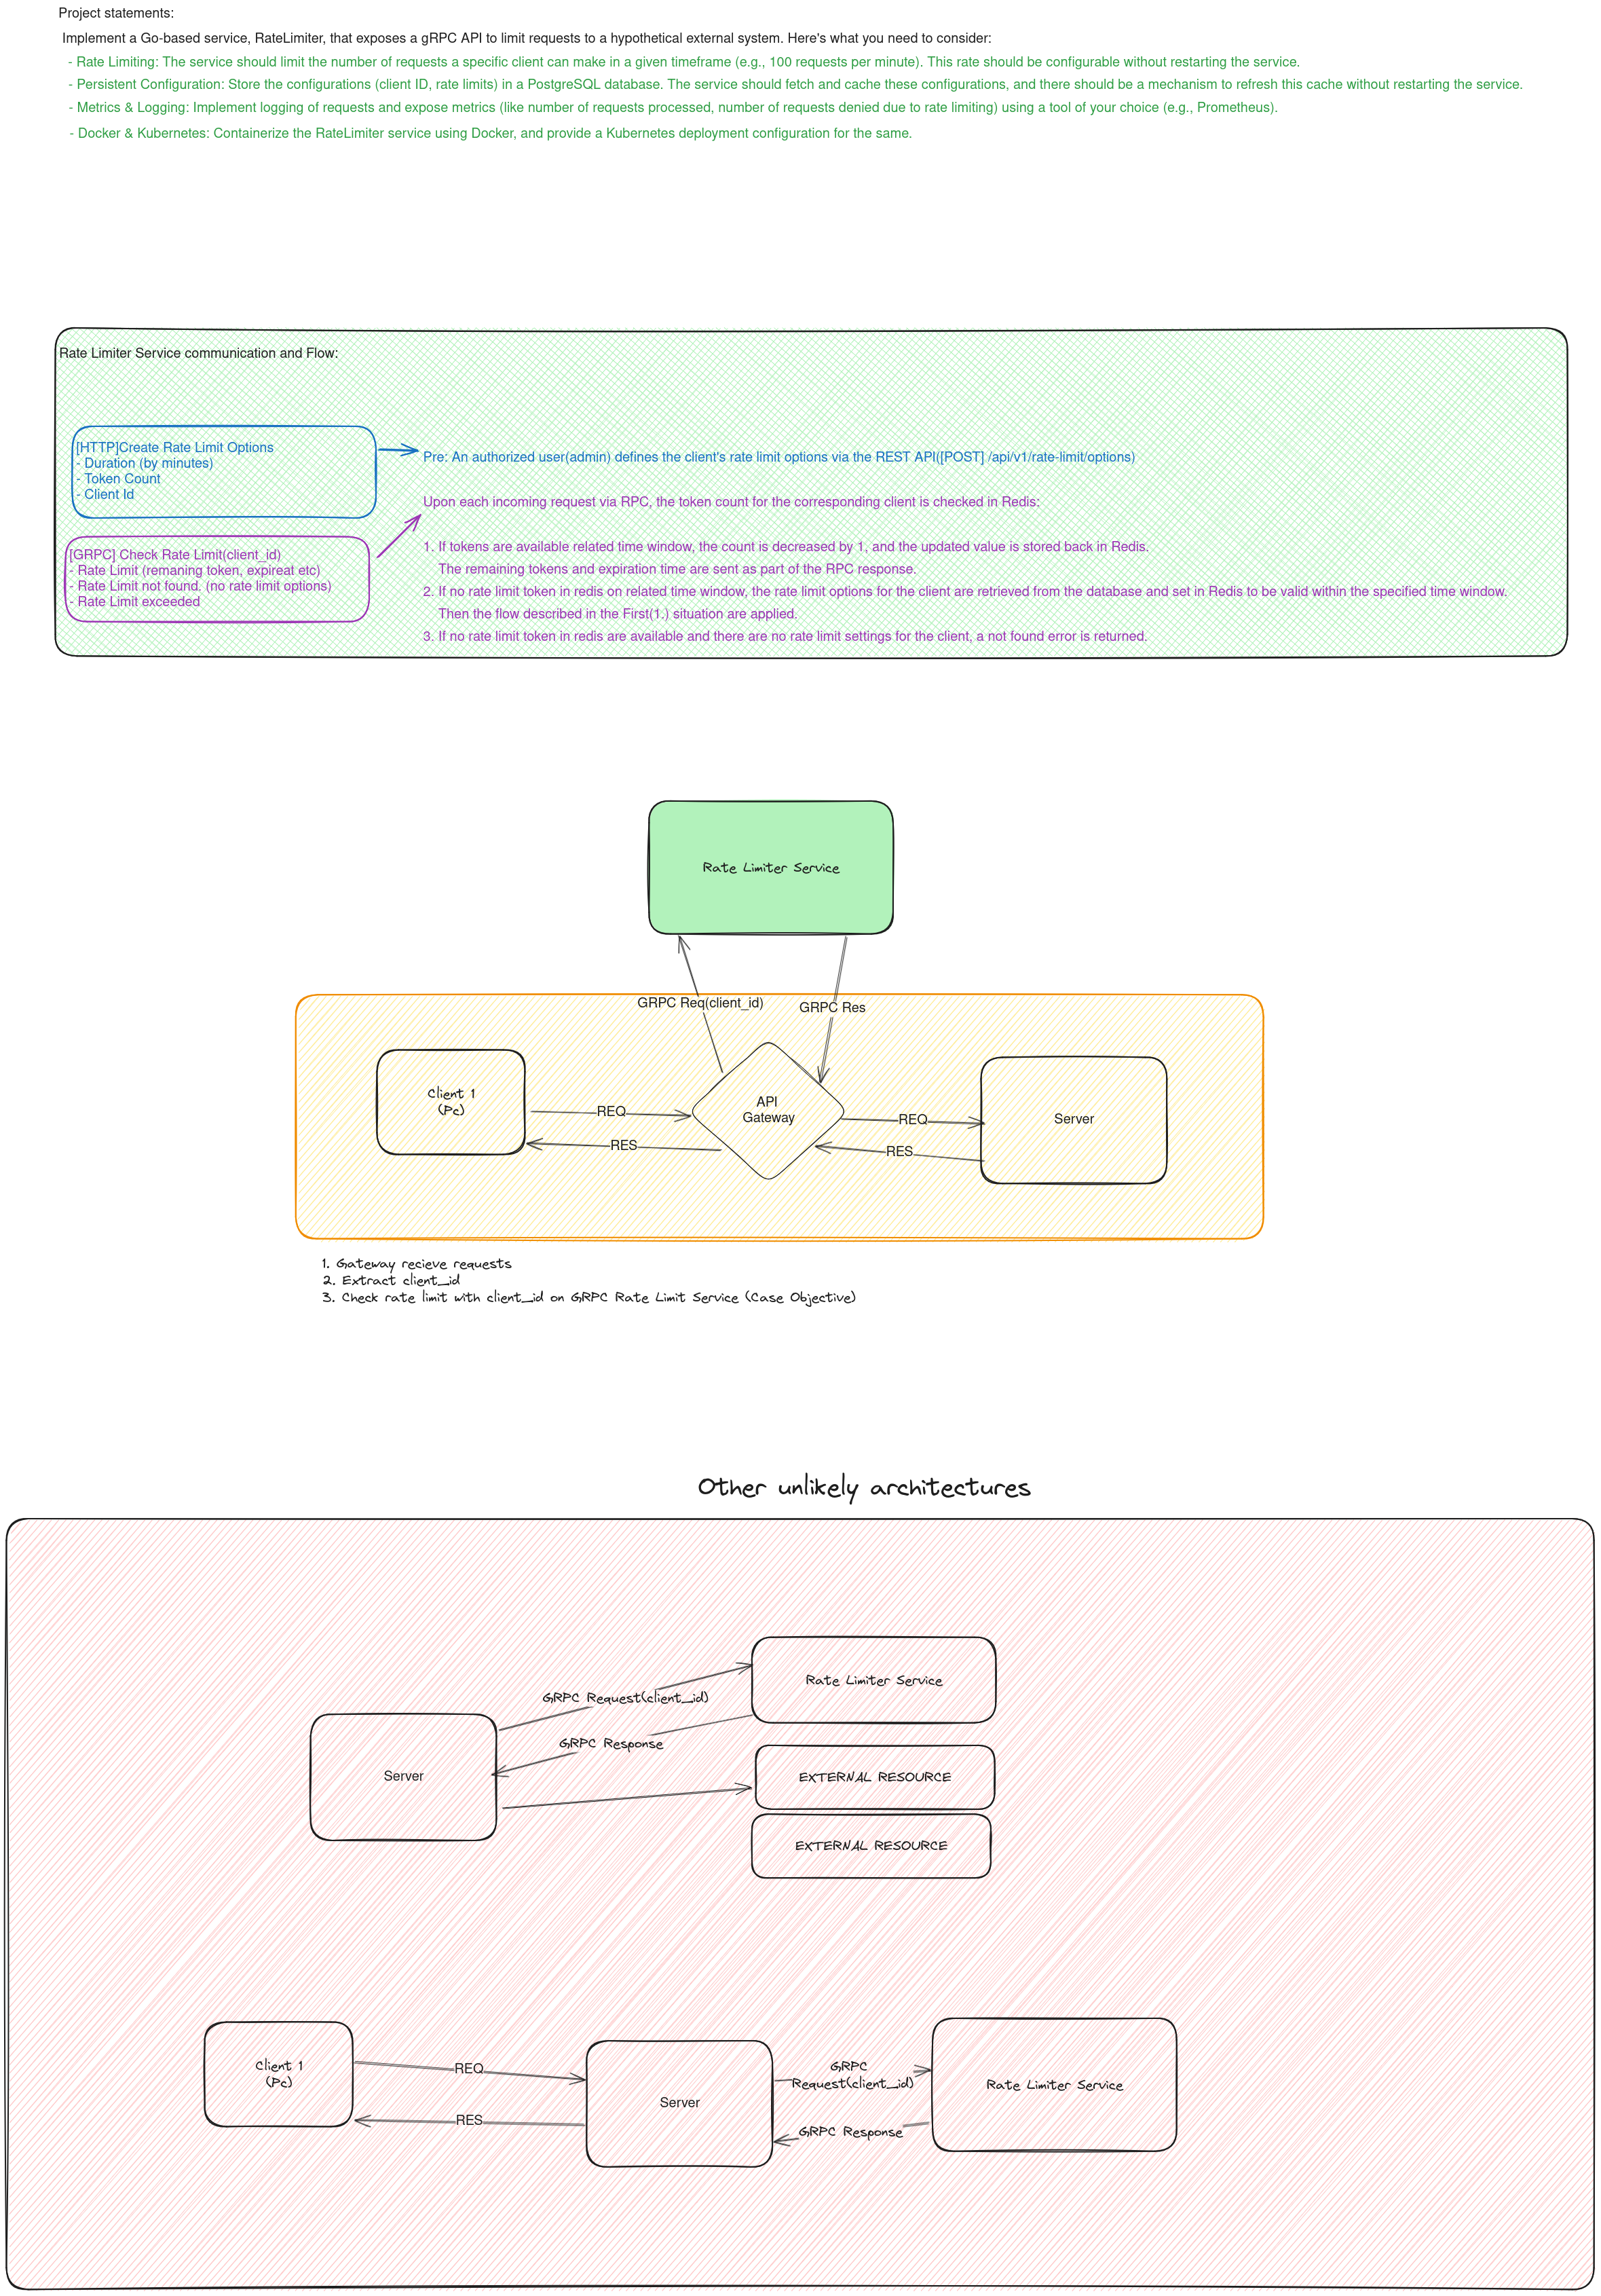 Project statements:
Implement a Go-based service, RateLimiter, that exposes a gRPC API to limit requests to a hypothetical external system. Here's what you need to consider:
- Rate Limiting: The service should limit the number of requests a specific client can make in a given timeframe (e.g., 100 requests per minute). This rate should be configurable without restarting the service.
- Persistent Configuration: Store the configurations (client ID, rate limits) in a PostgreSQL database. The service should fetch and cache these configurations, and there should be a mechanism to refresh this cache without restarting the service.
- Metrics & Logging: Implement logging of requests and expose metrics (like number of requests processed, number of requests denied due to rate limiting) using a tool of your choice (e.g., Prometheus).
- Docker & Kubernetes: Containerize the RateLimiter service using Docker, and provide a Kubernetes deployment configuration for the same.
Rate Limiter Service communication and Flow:
[HTTP]Create Rate Limit Options
- Duration (by minutes)
- Token Count
- Client Id
Pre: An authorized user(admin) defines the client's rate limit options via the REST API([POST] /api/v1/rate-limit/options)
[GRPC] Check Rate Limit(client_id)
- Rate Limit (remaning token, expireat etc)
- Rate Limit not found. (no rate limit options)
- Rate Limit exceeded
Upon each incoming request via RPC, the token count for the corresponding client is checked in Redis:
1. If tokens are available related time window, the count is decreased by 1, and the updated value is stored back in Redis.
The remaining tokens and expiration time are sent as part of the RPC response.
2. If no rate limit token in redis on related time window, the rate limit options for the client are retrieved from the database and set in Redis to be valid within the specified time window.
Then the flow described in the First(1.) situation are applied.
3. If no rate limit token in redis are available and there are no rate limit settings for the client, a not found error is returned.
Rate Limiter Service
GRPC Req(client_id)
GRPC Res
Client 1
(Pc)
REQ
RES
API
Gateway
REQ
RES
Server
1. Gateway recieve requests
2. Extract client_id
3. Check rate limit with client_id on GRPC Rate Limit Service (Case Objective)
Other unlikely architectures
Rate Limiter Service
GRPC Request(client_id)
GRPC Response
Server
EXTERNAL RESOURCE
EXTERNAL RESOURCE
Client 1
(Pc)
REQ
RES
Server
GRPC
Request(client_id)
GRPC Response
Rate Limiter Service